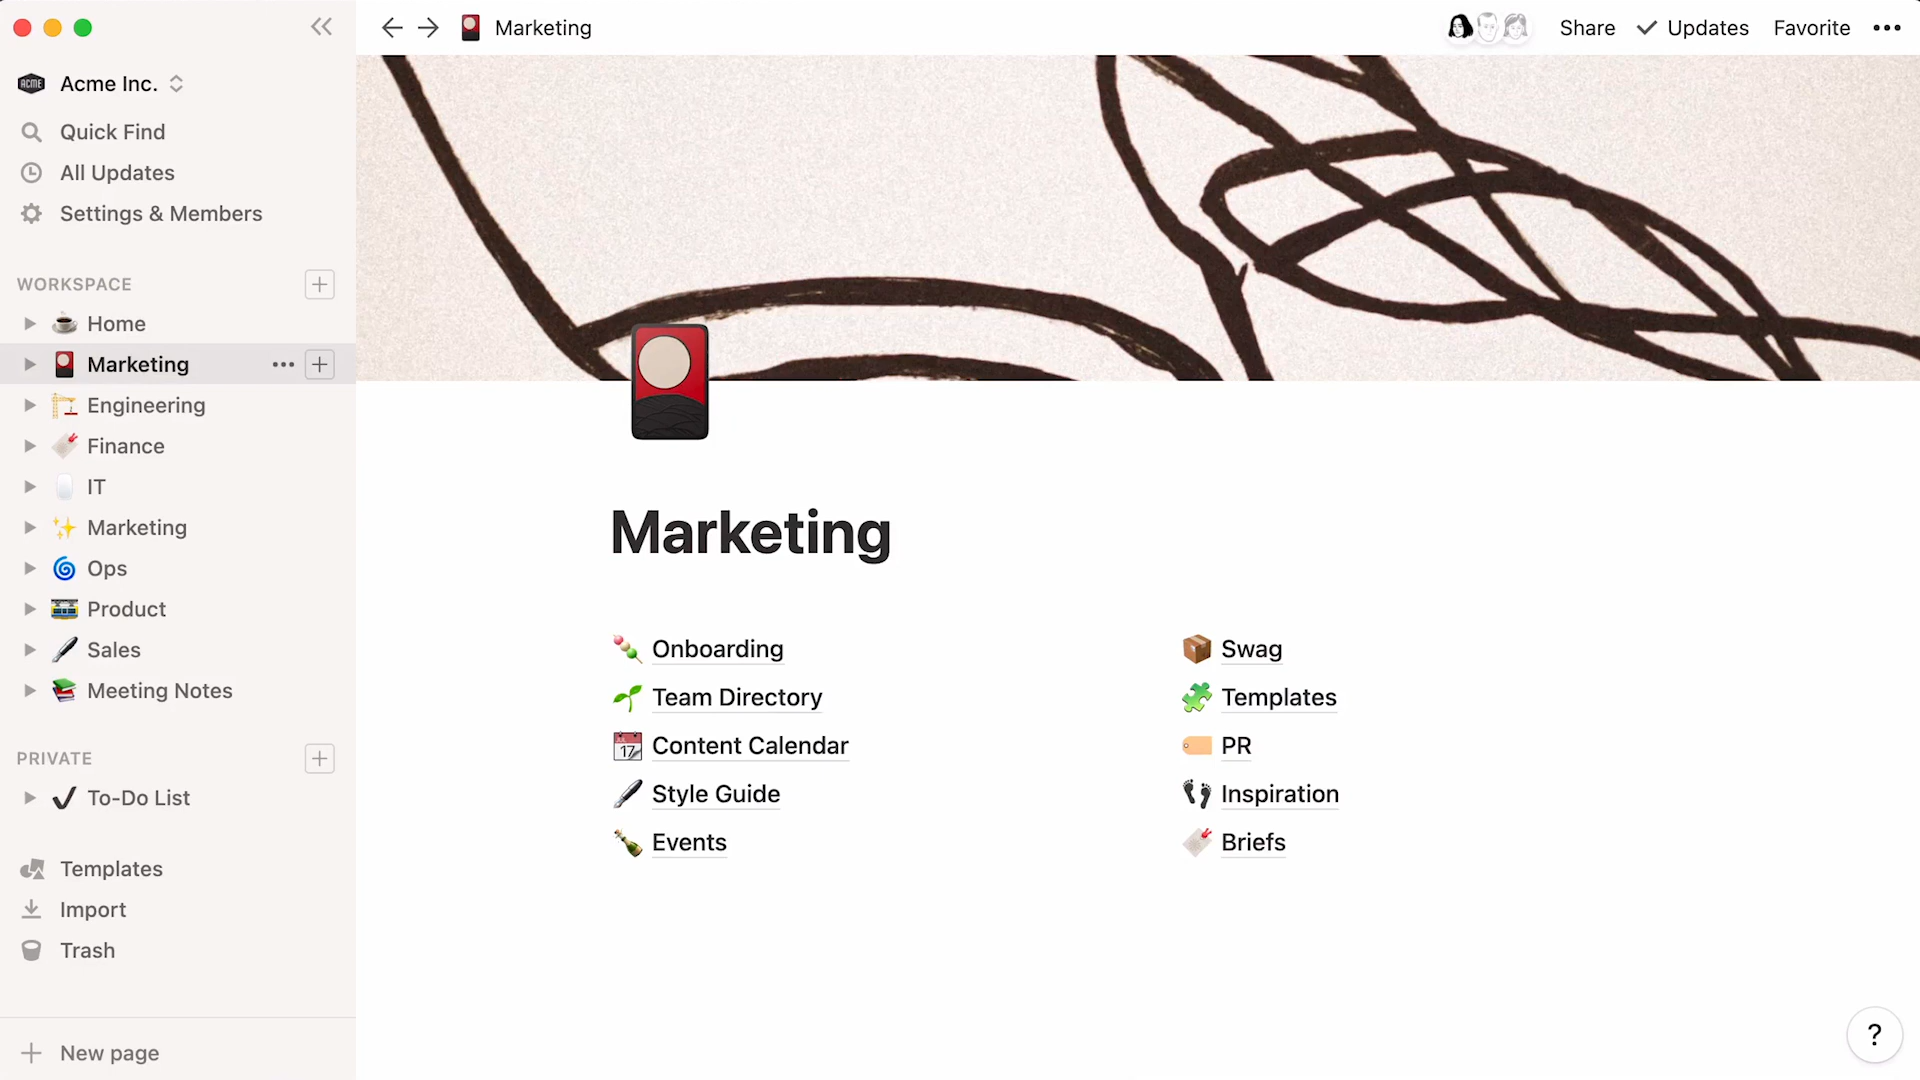 Marketing
Share
Updates
Favorite
ACME
Acme Inc.
Quick Find
All Updates
Settings & Members
WORKSPACE
Home
Marketing
Engineering
Finance
IT
Marketing
Ops
Product
Sales
Meeting Notes
PRIVATE
To-Do List
Templates
Import
Trash
New page
Marketing
Onboarding
Team Directory
17
Content Calendar
Style Guide
Events
Swag
Templates
PR
Inspiration
Briefs
?